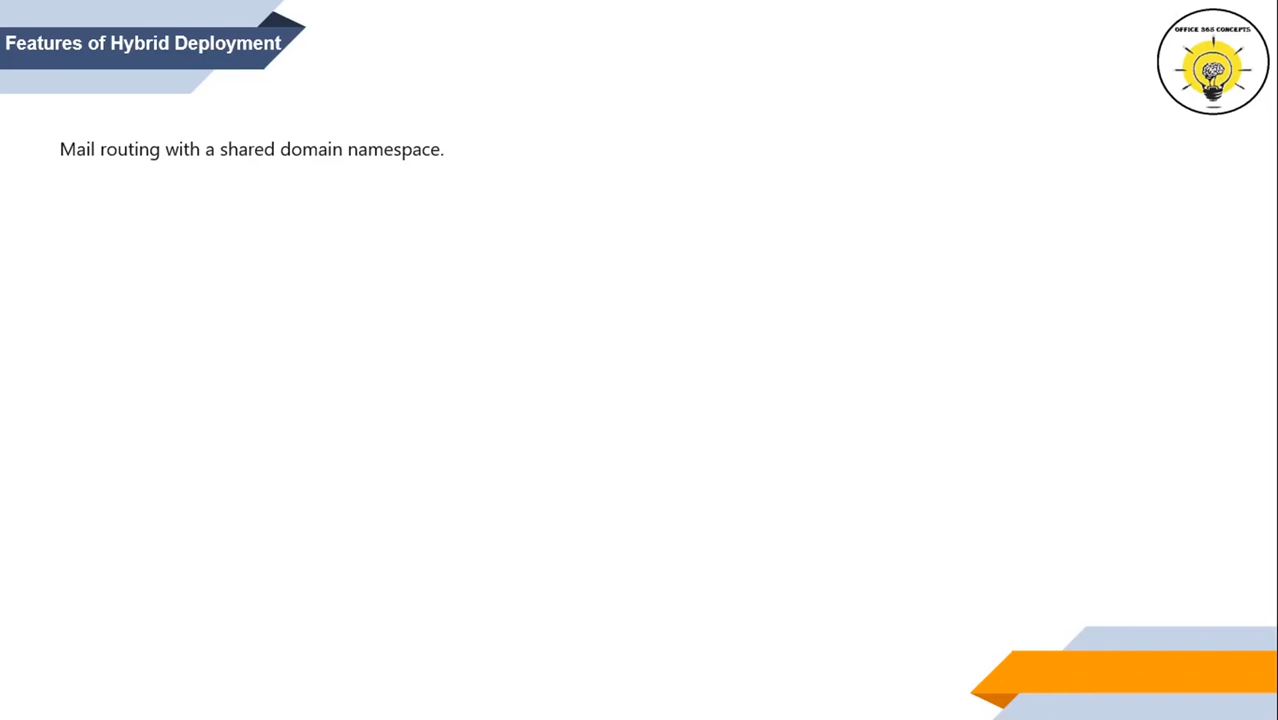 Features of Hybrid Deployment
OFFICE 365 CONCEPTS
Mail routing with a shared domain namespace.